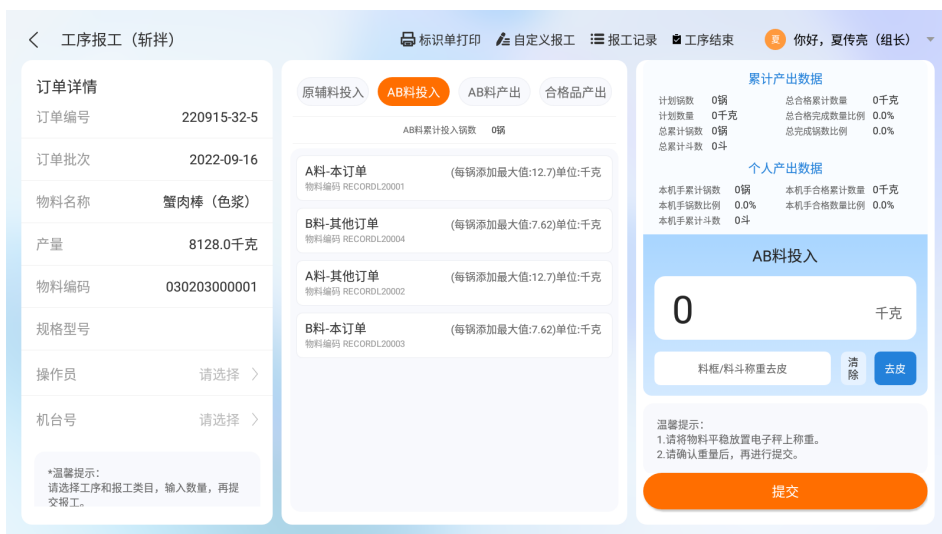 工序报工（斩拌）
标识单打印 自定义报工 报工记录 工序结束 夏 你好，夏传亮（组长）
订单详情
订单编号 220915-32-5
订单批次 2022-09-16
物料名称 蟹肉棒（色浆）
产量 8128.0千克
物料编码 030203000001
规格型号
操作员 请选择
机台号 请选择
*温馨提示：
请选择工序和报工类目，输入数量，再提
交报工。
原辅料投入 AB料投入 AB料产出 合格品产出
AB料累计投入锅数 0锅
A料-本订单 (每锅添加最大值:12.7)单位:千克
物料编码 RECORDL20001
B料-其他订单 (每锅添加最大值:7.62)单位:千克
物料编码 RECORDL20004
A料-其他订单 (每锅添加最大值:12.7)单位:千克
物料编码 RECORDL20002
B料-本订单 (每锅添加最大值:7.62)单位:千克
物料编码 RECORDL20003
累计产出数据
计划锅数 0锅 总合格累计数量 0千克
计划数量 0千克 总合格完成数量比例 0.0%
总累计锅数 0锅 总完成锅数比例 0.0%
总累计斗数 0斗
个人产出数据
本机手累计锅数 0锅 本机手合格累计数量 0千克
本机手锅数比例 0.0% 本机手合格数量比例 0.0%
本机手累计斗数 0斗
AB料投入
0 千克
料框/料斗称重去皮 清除 去皮
温馨提示：
1.请将物料平稳放置电子秤上称重。
2.请确认重量后，再进行提交。
提交